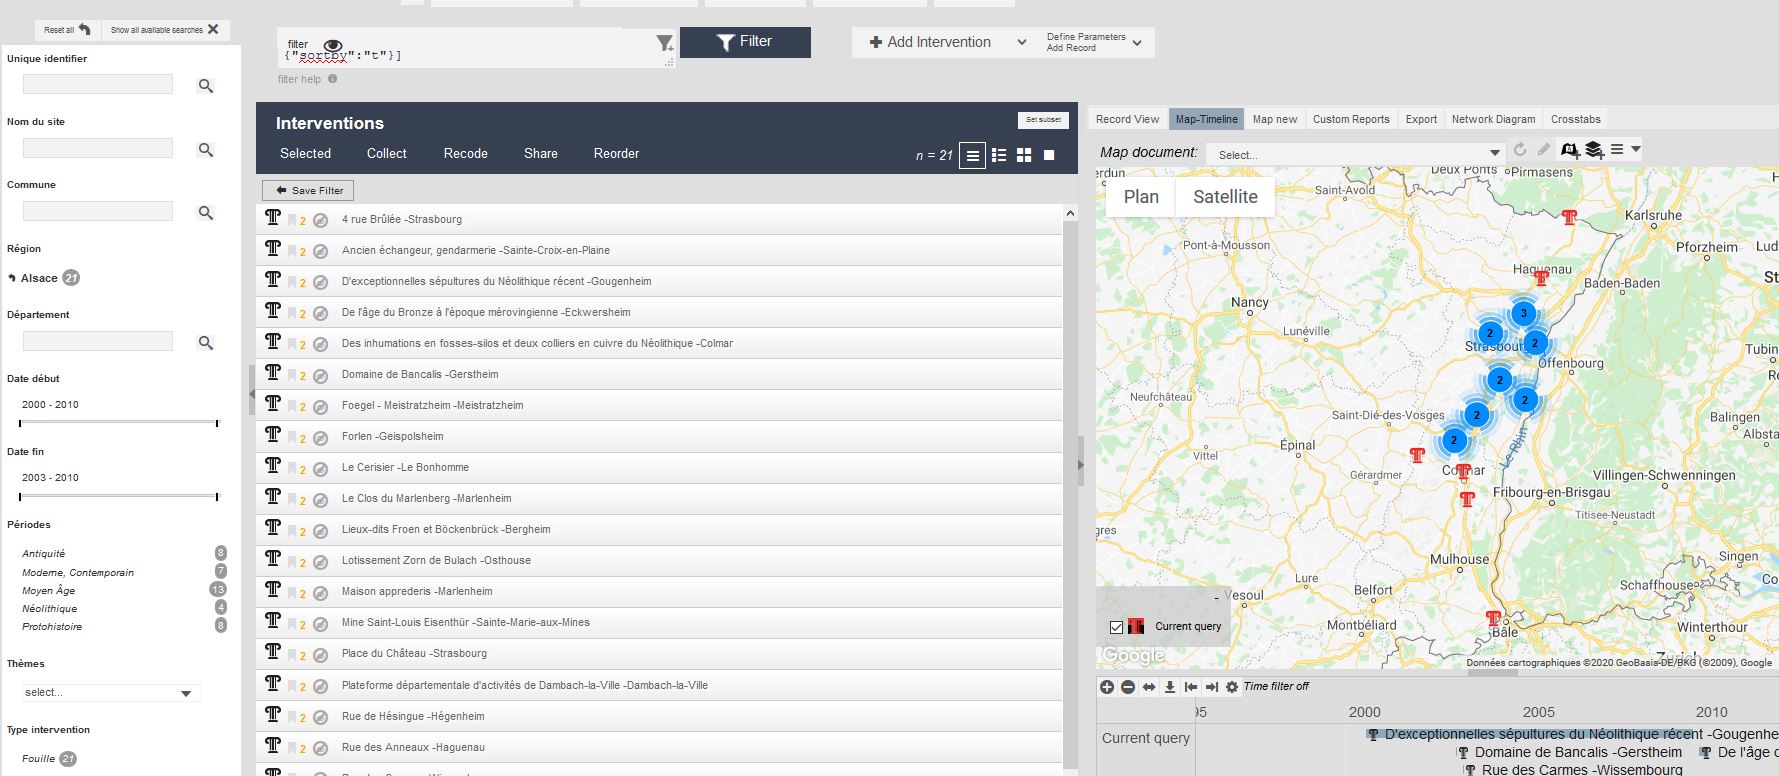 Reset all
Show all available searches
Unique identifier
Nom du site
Commune
Région
Alsace 21
Département
Date début
2000 - 2010
Date fin
2003 - 2010
Périodes
Antiquité 8
Moderne, Contemporain 7
Moyen Âge 13
Néolithique 4
Protohistoire 8
Thèmes
select...
Type intervention
Fouille 21
filter
{"sortby":"t"}]
filter help
Filter
Add Intervention
Define Parameters
Add Record
Interventions
Set subset
Selected Collect Recode Share Reorder
n = 21
Save Filter
2 4 rue Brûlée -Strasbourg
2 Ancien échangeur, gendarmerie -Sainte-Croix-en-Plaine
2 D'exceptionnelles sépultures du Néolithique récent -Gougenheim
2 De l'âge du Bronze à l'époque mérovingienne -Eckwersheim
2 Des inhumations en fosses-silos et deux colliers en cuivre du Néolithique -Colmar
2 Domaine de Bancalis -Gerstheim
2 Foegel - Meistratzheim -Meistratzheim
2 Forlen -Geispolsheim
2 Le Cerisier -Le Bonhomme
2 Le Clos du Marlenberg -Marlenheim
2 Lieux-dits Froen et Böckenbrück -Bergheim
2 Lotissement Zorn de Bulach -Osthouse
2 Maison apprederis -Marlenheim
2 Mine Saint-Louis Eisenthür -Sainte-Marie-aux-Mines
2 Place du Château -Strasbourg
2 Plateforme départementale d'activités de Dambach-la-Ville -Dambach-la-Ville
2 Rue de Hésingue -Hégenheim
2 Rue des Anneaux -Haguenau
Record View Map-Timeline Map new Custom Reports Export Network Diagram Crosstabs
Map document:
Select...
Plan Satellite
Deux Ponts
Pirmasens
Saint-Avold
Karlsruhe
Pont-à-Mousson
Pforzheim
Lud
Haguenau
Baden-Baden
St
Nancy
3
2
2
Lunéville
Strasbourg
Offenbourg
Tubin
Re
2
2
Neufchâteau
Saint-Dié-des-Vosges
2
Balingen
Albsta
2
Épinal
Vittel
Le Rhin
Gérardmer
Colmar
Villingen-Schwenningen
Fribourg-en-Brisgau
Titisee-Neustadt
gres
Mulhouse
Singen
Lure
Belfort
Schaffhouse
Co
Vesoul
-
Current query
Montbéliard
Bâle
Winterthour
Zurich
Google
Données cartographiques ©2020 GeoBasis-DE/BKG (©2009), Google
Time filter off
95 2000 2005 2010
Current query
D'exceptionnelles sépultures du Néolithique récent -Gougenhe
Domaine de Bancalis -Gerstheim
De l'âge c
Rue des Carmes -Wissembourg